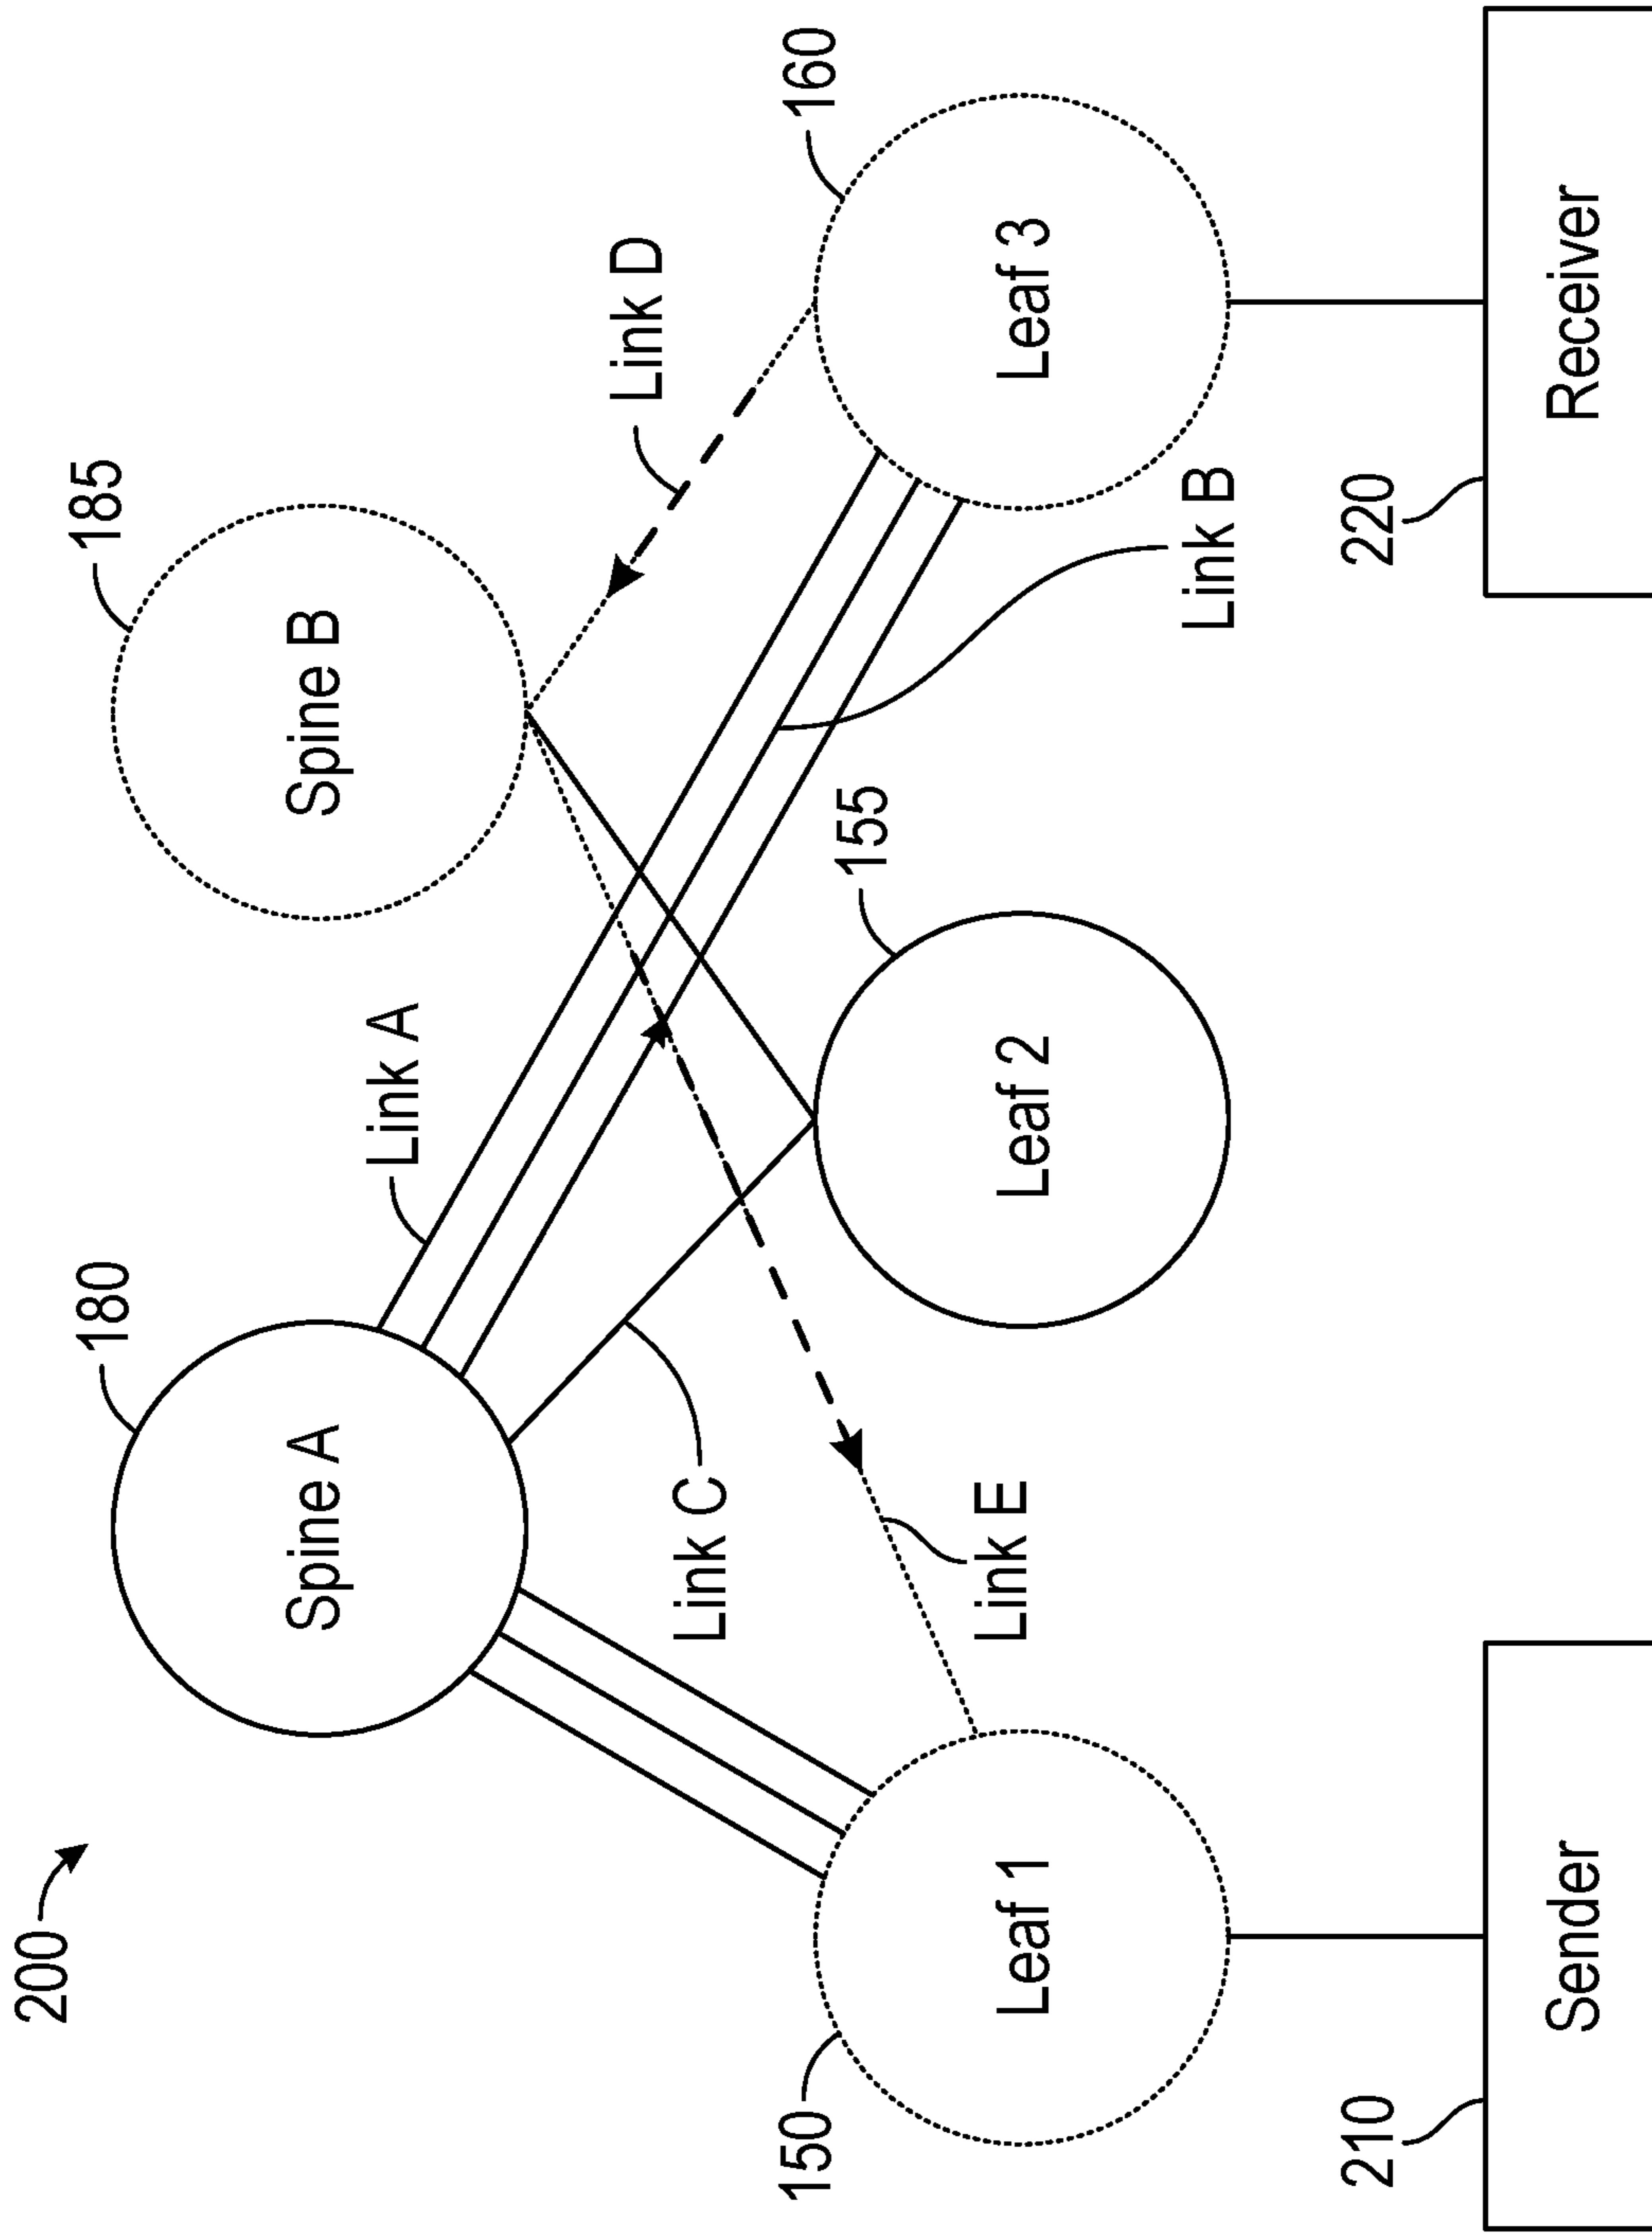 200
180
185
Spine A
Spine B
Link A
Link D
Link C
150
155
160
Link E
Leaf 1
Leaf 2
Leaf 3
Link B
210
220
Sender
Receiver